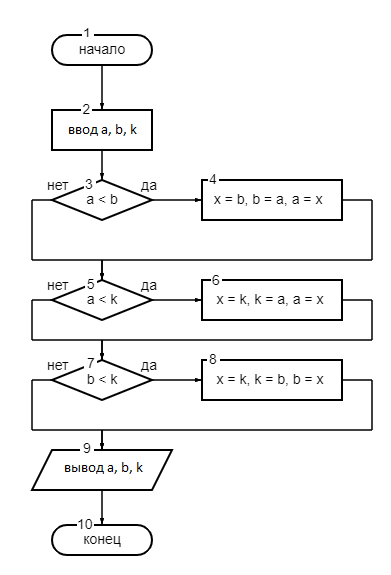 1
начало
2
ввод a, b, k
нет 3 да
a < b
4
x = b, b = a, a = x
нет 5 да
a < k
6
x = k, k = a, a = x
нет 7 да
b < k
8
x = k, k = b, b = x
9
вывод a, b, k
10
конец